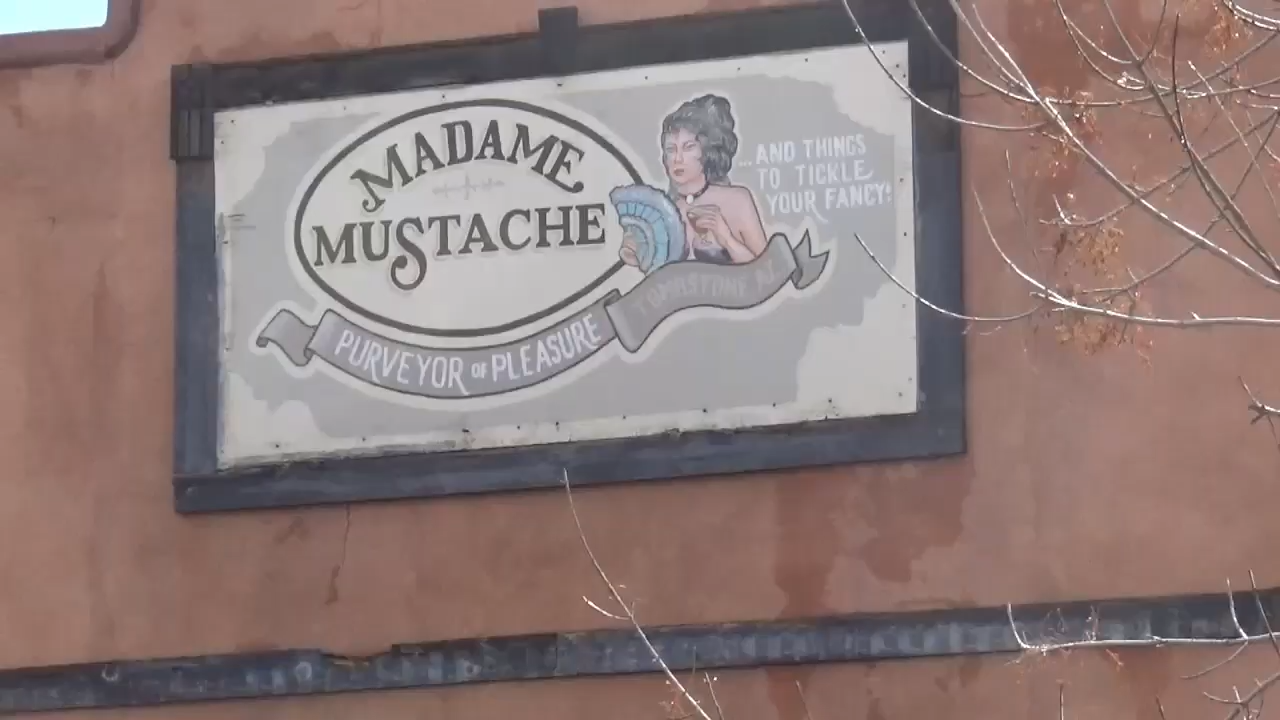 MADAME
MUSTACHE
PURVEYOR OF PLEASURE
TOMBSTONE AZ
...AND THINGS
TO TICKLE
YOUR FANCY!